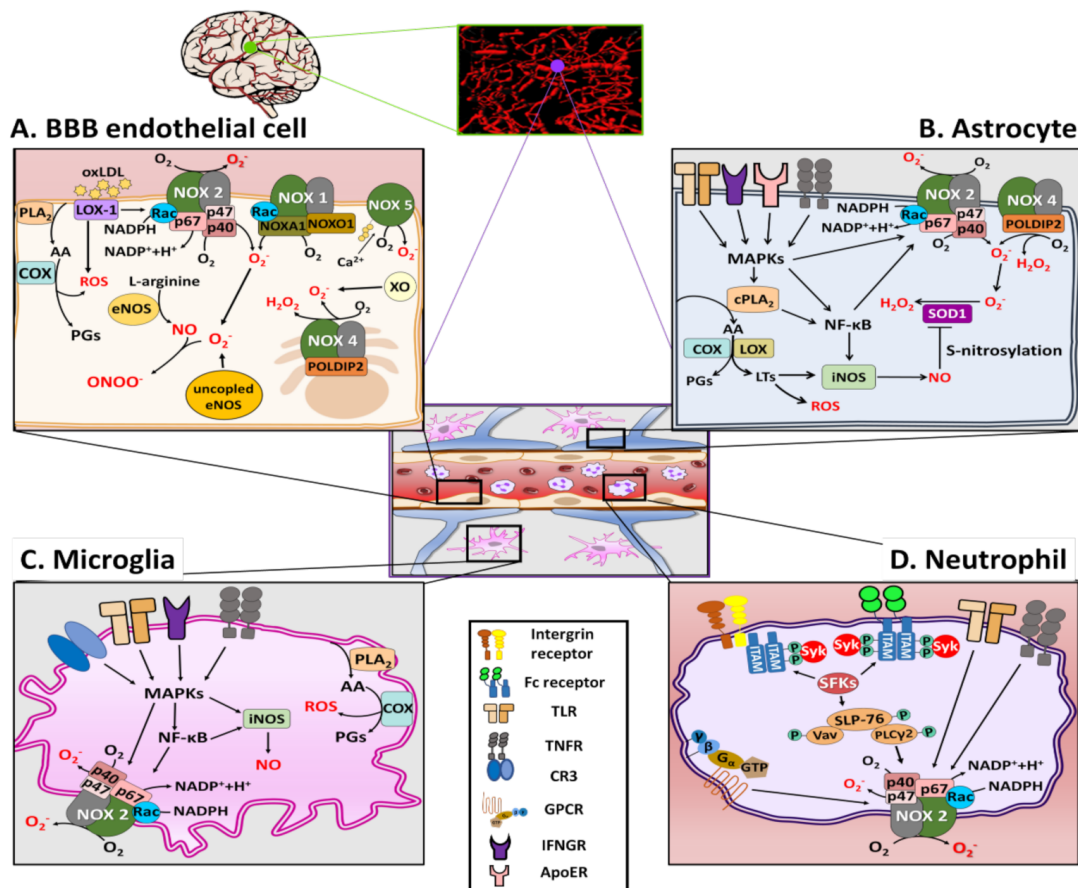 A. BBB endothelial cell
oxLDL
O₂
O₂⁻
NOX 2
NOX 1
NOX 5
PLA₂
LOX-1
Rac
p47
p67
p40
Rac
NOXA1
NOXO1
NADPH
NADP⁺+H⁺
O₂
O₂⁻
O₂
Ca²⁺
O₂
O₂⁻
AA
COX
ROS
PGs
L-arginine
eNOS
NO
O₂⁻
ONOO⁻
uncopled
eNOS
H₂O₂
O₂⁻
O₂
XO
NOX 4
POLDIP2
B. Astrocyte
O₂⁻
O₂
NOX 2
NOX 4
NADPH
Rac
p47
p67
p40
POLDIP2
NADP⁺+H⁺
O₂
O₂⁻
O₂
H₂O₂
MAPKs
cPLA₂
NF-κB
H₂O₂
O₂⁻
SOD1
AA
COX
LOX
S-nitrosylation
PGs
LTs
iNOS
NO
ROS
C. Microglia
PLA₂
AA
ROS
COX
PGs
MAPKs
iNOS
NF-κB
NO
O₂⁻
O₂
p40
p47
p67
NADP⁺+H⁺
Rac
NADPH
NOX 2
O₂⁻
O₂
Intergrin
receptor
Fc receptor
TLR
TNFR
CR3
GPCR
IFNGR
ApoER
D. Neutrophil
ITAM
ITAM
P
P
Syk
Syk
P
P
ITAM
ITAM
P
P
Syk
SFKs
SLP-76
P
P
Vav
PLCγ2
P
γ
β
Gα
GTP
O₂
O₂⁻
p40
p47
p67
NADP⁺+H⁺
Rac
NADPH
NOX 2
O₂
O₂⁻